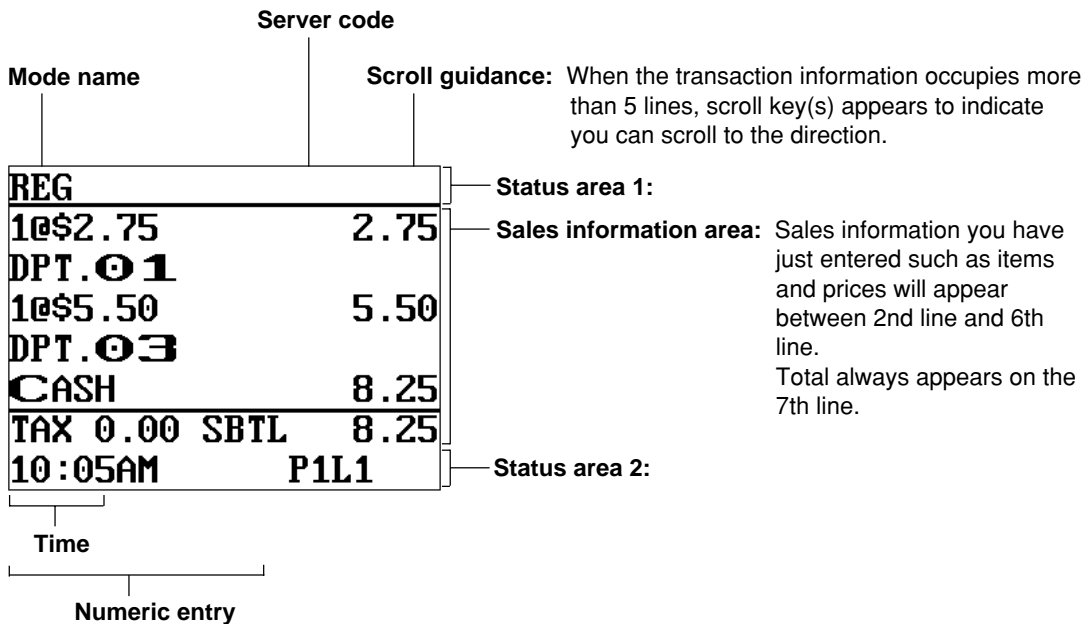 Server code
Mode name
Scroll guidance: When the transaction information occupies more
than 5 lines, scroll key(s) appears to indicate
you can scroll to the direction.
REG
Status area 1:
1@$2.75 2.75
Sales information area: Sales information you have
just entered such as items
and prices will appear
between 2nd line and 6th
line.
Total always appears on the
7th line.
DPT.01
1@$5.50 5.50
DPT.03
CASH 8.25
TAX 0.00 SBTL 8.25
10:05AM P1L1
Status area 2:
Time
Numeric entry